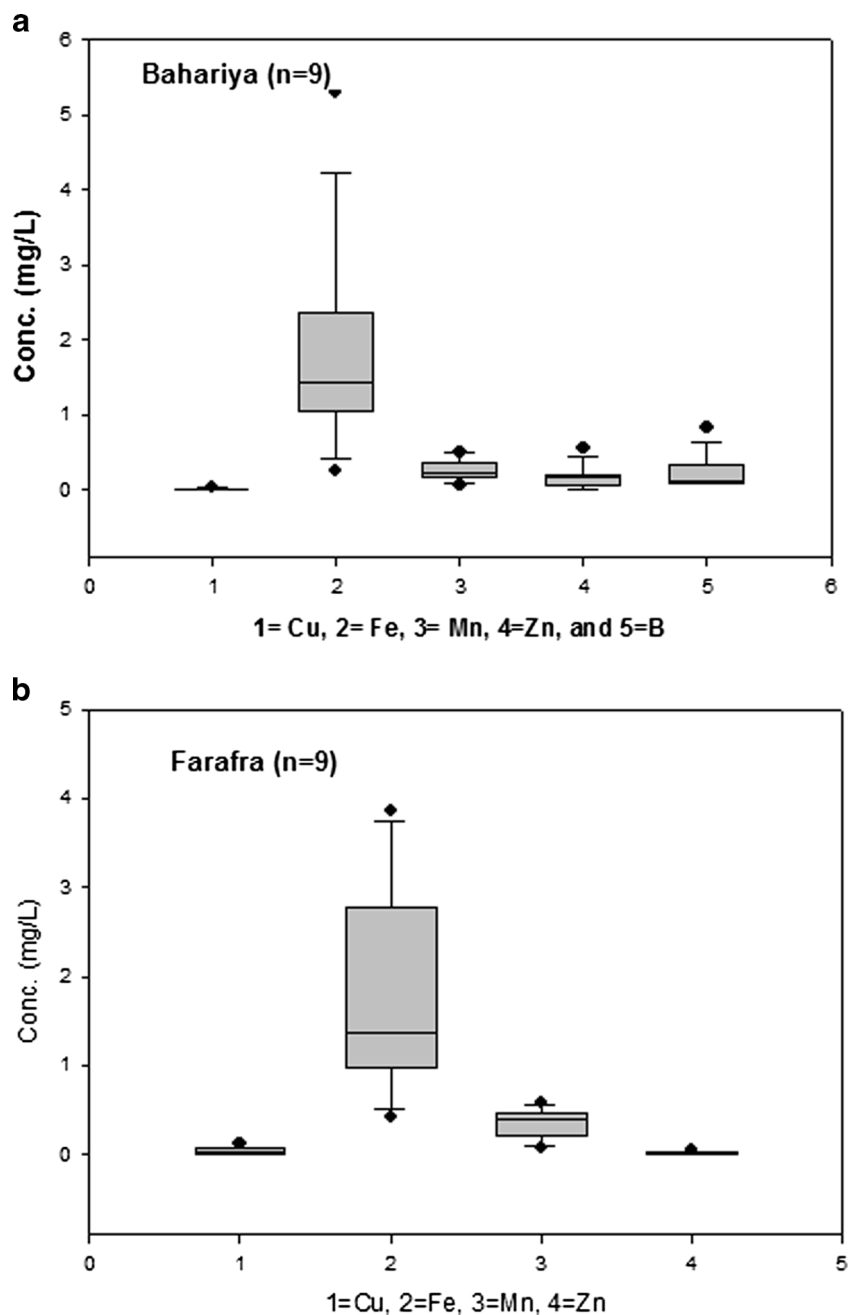 a
6
Bahariya (n=9)
5
4
3
2
1
0
Conc. (mg/L)
0 1 2 3 4 5 6
1= Cu, 2= Fe, 3= Mn, 4=Zn, and 5=B
b
5
Farafra (n=9)
4
3
2
1
0
Conc. (mg/L)
0 1 2 3 4 5
1=Cu, 2=Fe, 3=Mn, 4=Zn